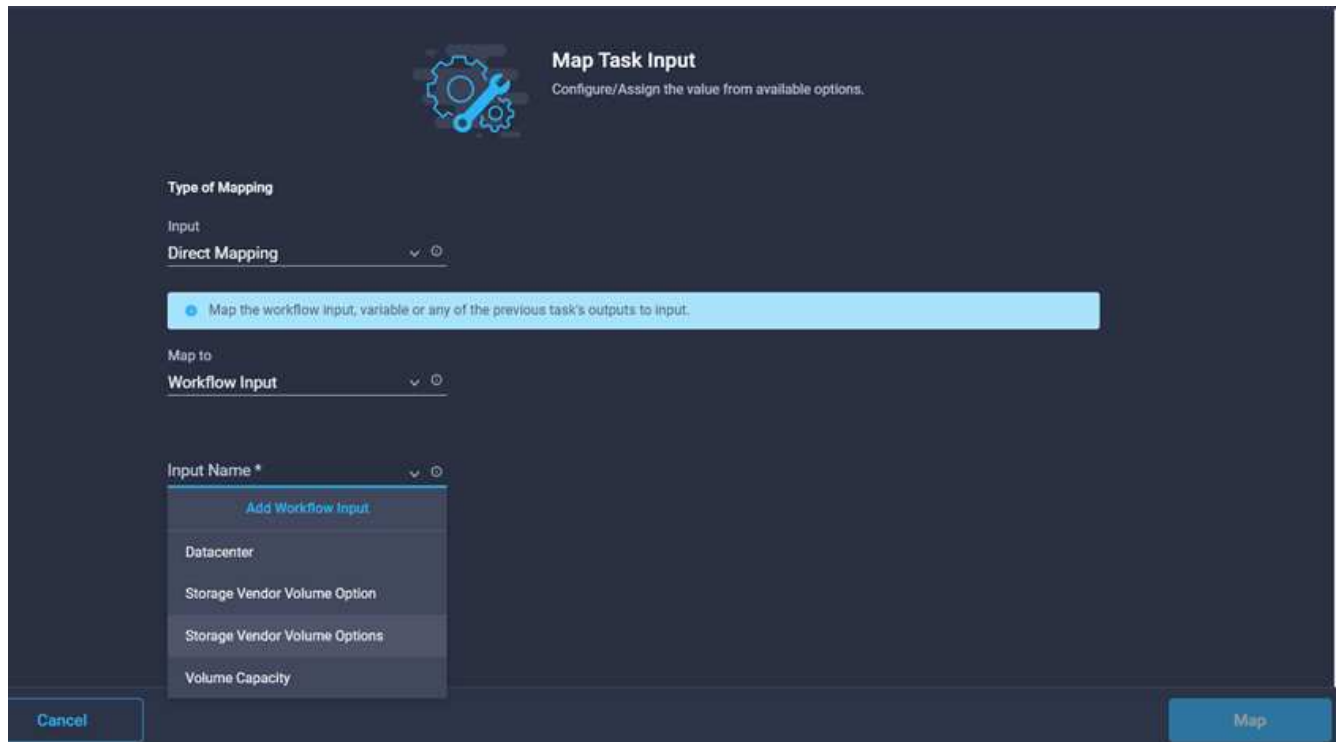 Map Task Input
Configure/Assign the value from available options.
Type of Mapping
Input
Direct Mapping
Map the workflow input, variable or any of the previous task's outputs to input.
Map to
Workflow Input
Input Name *
Add Workflow Input
Datacenter
Storage Vendor Volume Option
Storage Vendor Volume Options
Volume Capacity
Cancel
Map